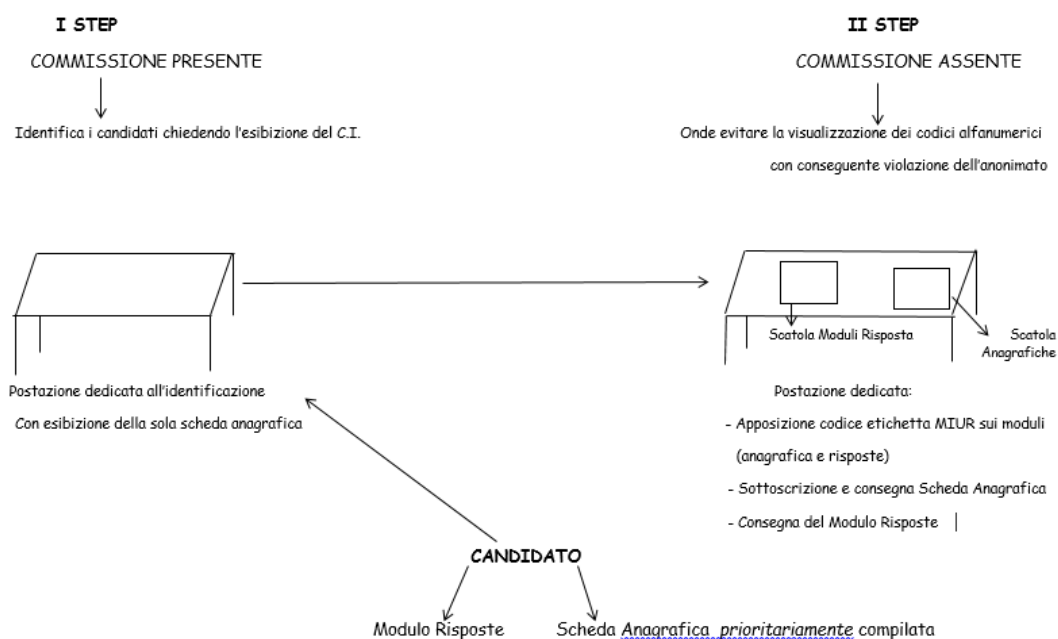 I STEP
COMMISSIONE PRESENTE
Identifica i candidati chiedendo l'esibizione del C.I.
II STEP
COMMISSIONE ASSENTE
Onde evitare la visualizzazione dei codici alfanumerici
con conseguente violazione dell'anonimato
Postazione dedicata all'identificazione
Con esibizione della sola scheda anagrafica
Scatola Moduli Risposta
Scatola
Anagrafiche
Postazione dedicata:
- Apposizione codice etichetta MIUR sui moduli
(anagrafica e risposte)
- Sottoscrizione e consegna Scheda Anagrafica
- Consegna del Modulo Risposte
CANDIDATO
Modulo Risposte
Scheda Anagrafica prioritariamente compilata